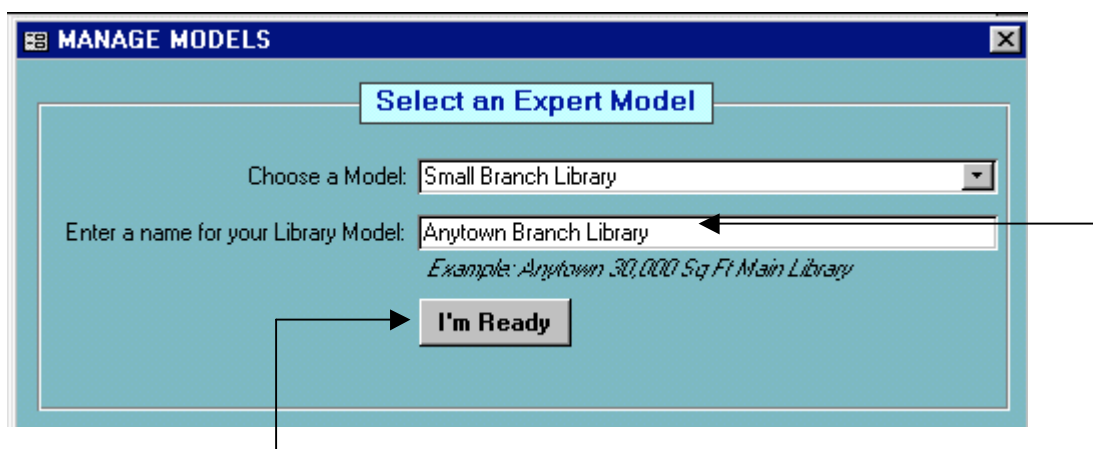 MANAGE MODELS
Select an Expert Model
Choose a Model: Small Branch Library
Enter a name for your Library Model: Anytown Branch Library
Example: Anytown 30,000 Sq Ft Main Library
I'm Ready